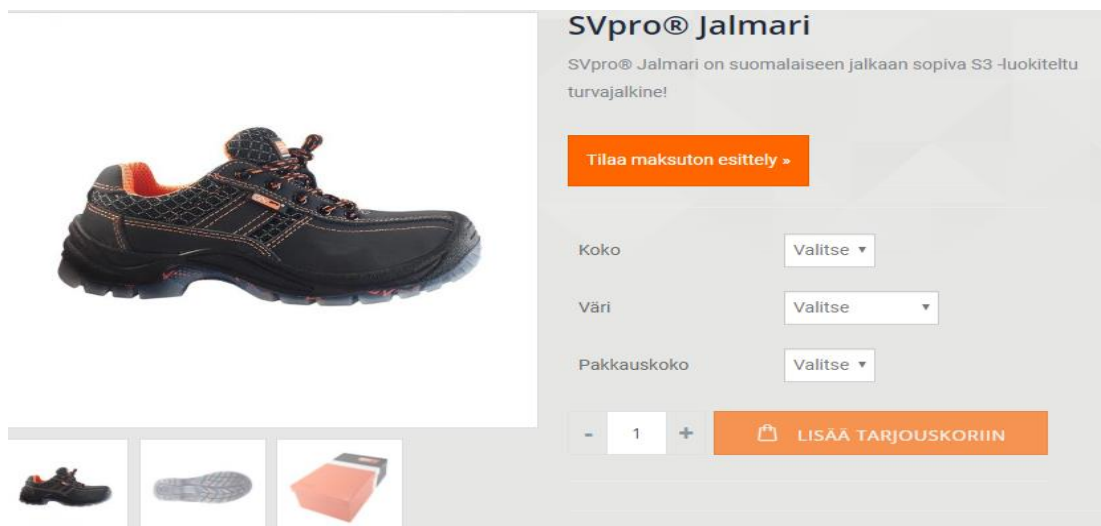 SVpro® Jalmari
SVpro® Jalmari on suomalaiseen jalkaan sopiva S3 -luokiteltu
turvajalkine!
Tilaa maksuton esittely »
Koko Valitse
Väri Valitse
Pakkauskoko Valitse
- 1 + LISÄÄ TARJOUSKORIIN